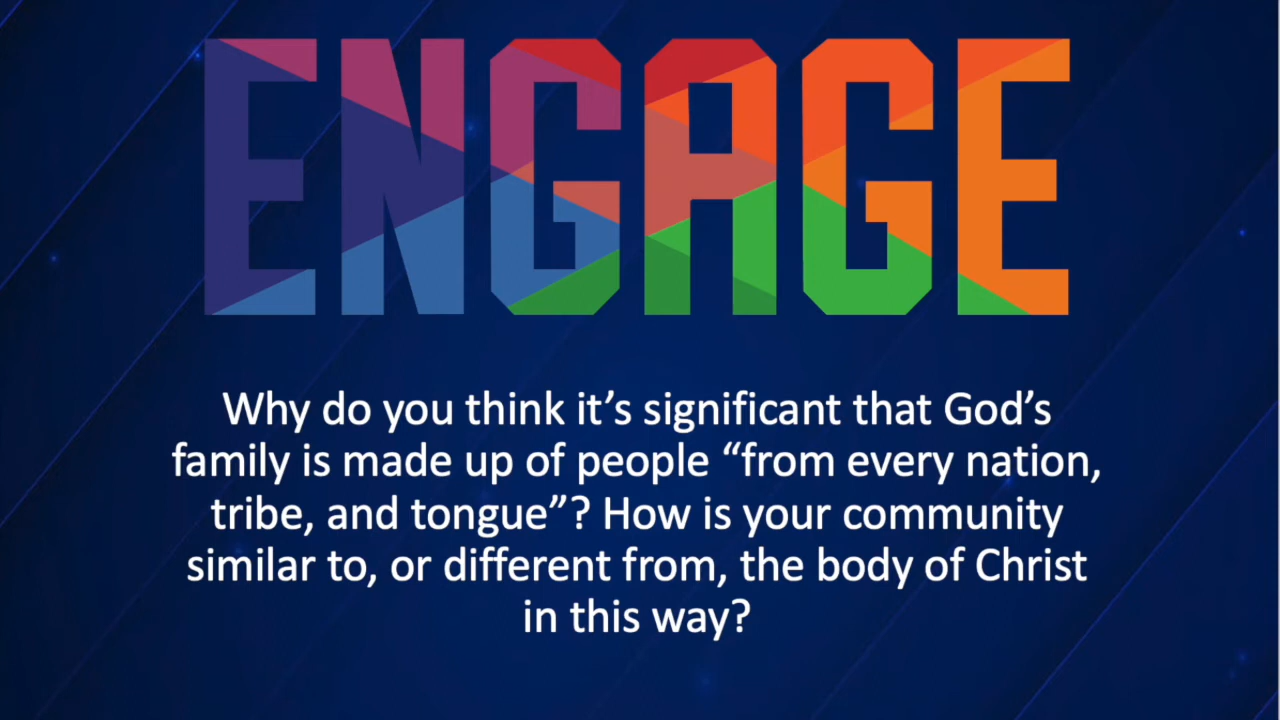 ENGAGE
Why do you think it’s significant that God’s
family is made up of people “from every nation,
tribe, and tongue”? How is your community
similar to, or different from, the body of Christ
in this way?